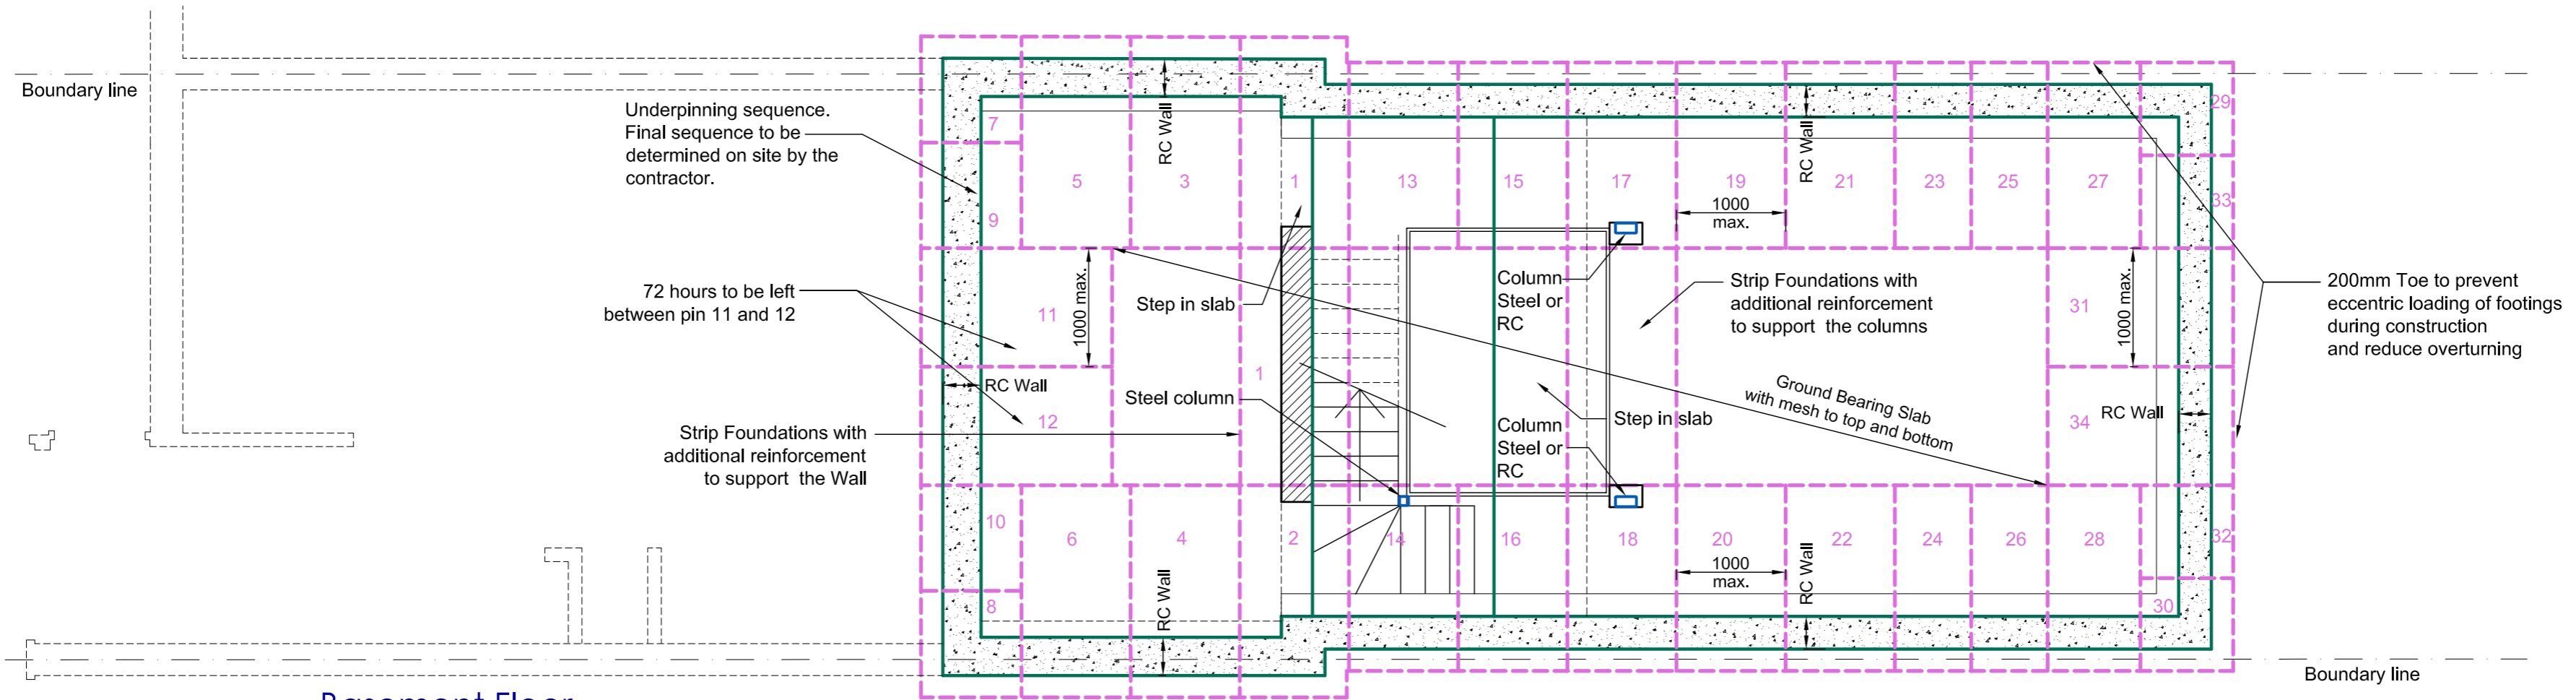 Boundary line
Underpinning sequence.
Final sequence to be
determined on site by the
contractor.
72 hours to be left
between pin 11 and 12
Strip Foundations with
additional reinforcement
to support the Wall
7
9
5
3
1
13
15
17
19
21
23
25
27
29
33
RC Wall
RC Wall
1000
max.
11
1000 max.
12
RC Wall
Step in slab
1
Steel column
Column
Steel or
RC
Strip Foundations with
additional reinforcement
to support the columns
Column
Steel or
RC
Step in slab
Ground Bearing Slab
with mesh to top and bottom
31
1000 max.
34
RC Wall
200mm Toe to prevent
eccentric loading of footings
during construction
and reduce overturning
10
8
6
4
2
14
16
18
20
22
24
26
28
32
30
1000
max.
RC Wall
RC Wall
Boundary line
Basement Floor